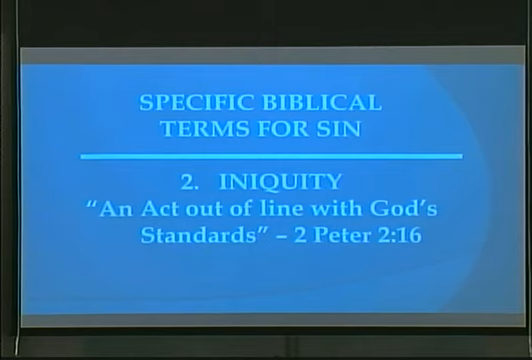 SPECIFIC BIBLICAL
TERMS FOR SIN
2. INIQUITY
“An Act out of line with God’s
Standards” – 2 Peter 2:16